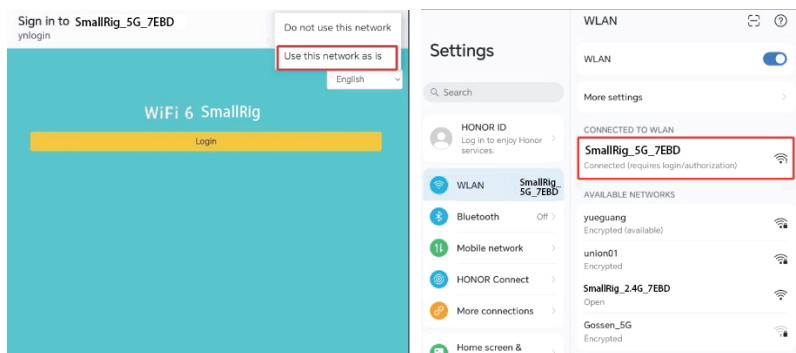 Sign in to SmallRig_5G_7EBD
ynlogin
Do not use this network
Use this network as is
English
WiFi 6 SmallRig
Login
Settings
Search
HONOR ID
Log in to enjoy Honor
services.
WLAN
SmallRig_
5G_7EBD
Bluetooth
Off
Mobile network
HONOR Connect
More connections
Home screen &
WLAN
WLAN
More settings
CONNECTED TO WLAN
SmallRig_5G_7EBD
Connected (requires login/authorization)
AVAILABLE NETWORKS
yueguang
Encrypted (available)
union01
Encrypted
SmallRig_2.4G_7EBD
Open
Gossen_5G
Encrypted